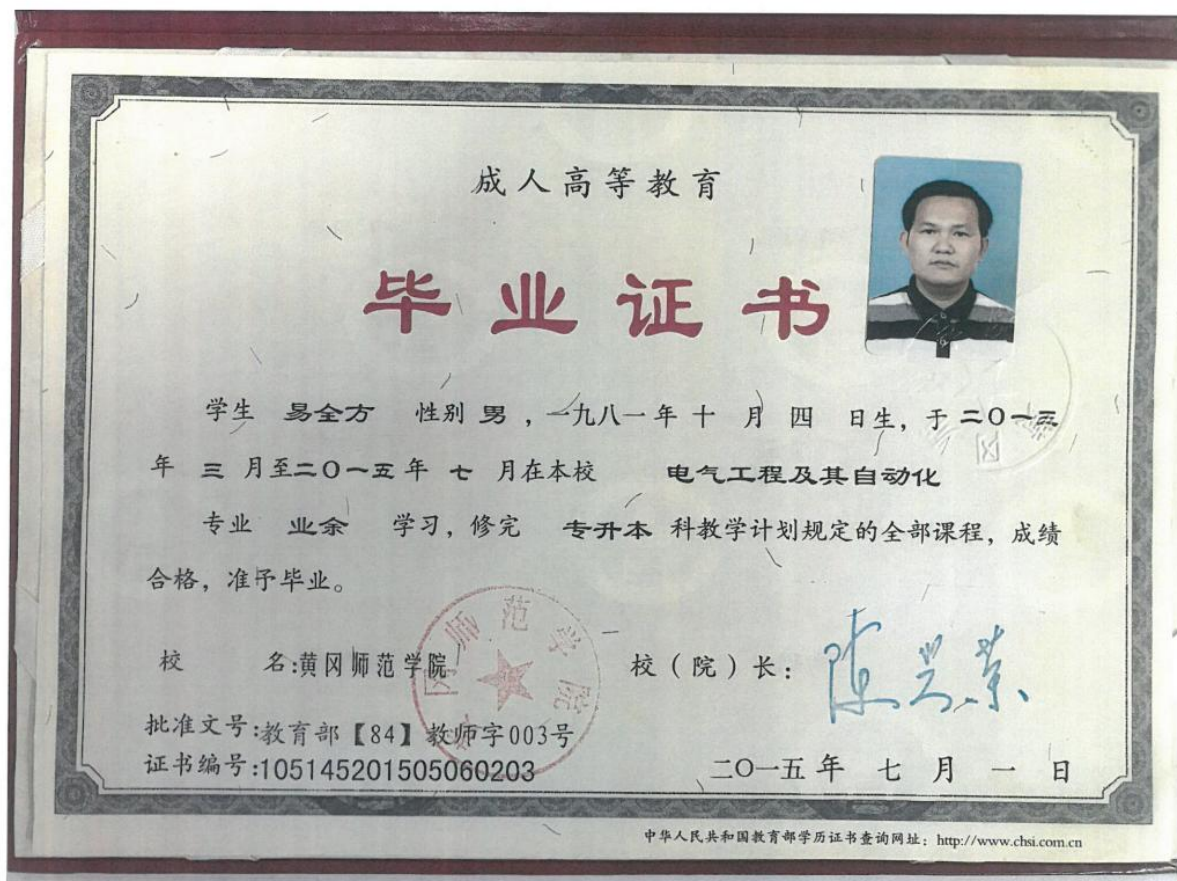 成人高等教育
毕业证书
学生 易全方 性别 男 ，一九八一年 十 月 四 日生，于 二〇一三
年 三 月至二〇一五年 七 月在本校 电气工程及其自动化
专业 业余 学习，修完 专升本 科教学计划规定的全部课程，成绩
合格，准予毕业。
校 名:黄冈师范学院
校（院）长：
批准文号:教育部【84】教师字003号
证书编号:105145201505060203
二〇一五年 七 月 一 日
中华人民共和国教育部学历证书查询网址：http://www.chsi.com.cn